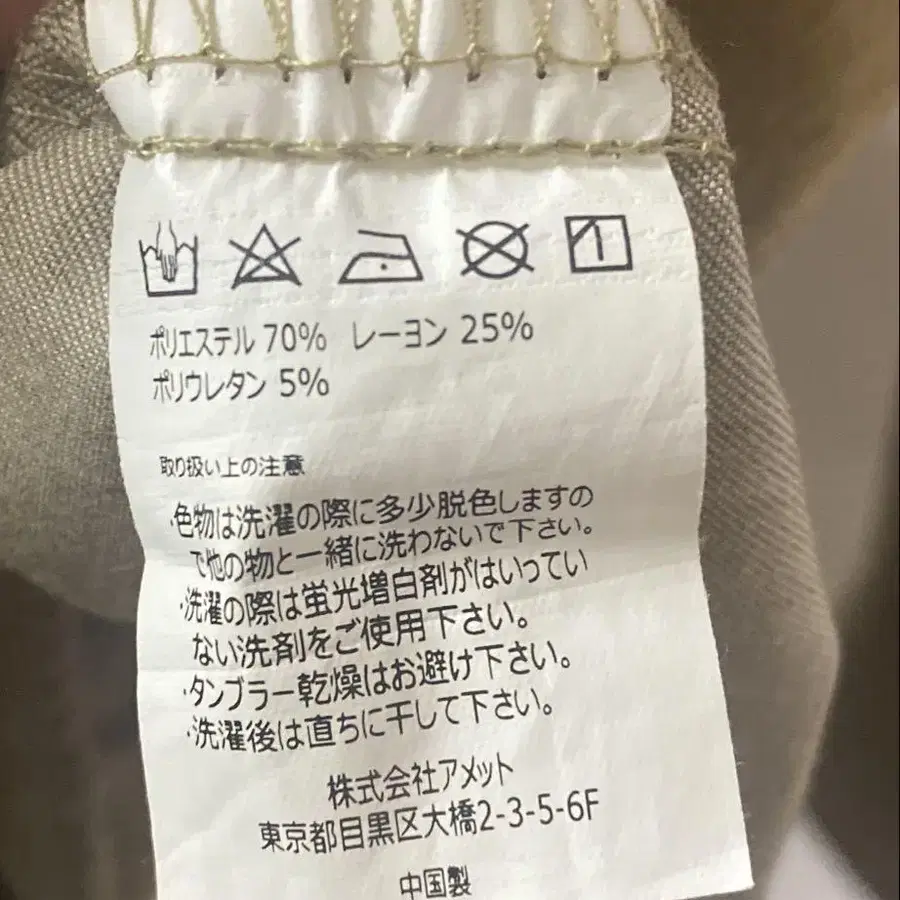 ポリエステル 70% レーヨン 25%
ポリウレタン 5%
取り扱い上の注意
・色物は洗濯の際に多少脱色しますの
で他の物と一緒に洗わないで下さい。
・洗濯の際は蛍光増白剤がはいってい
ない洗剤をご使用下さい。
・タンブラー乾燥はお避け下さい。
・洗濯後は直ちに干して下さい。
株式会社アメット
東京都目黒区大橋2-3-5-6F
中国製